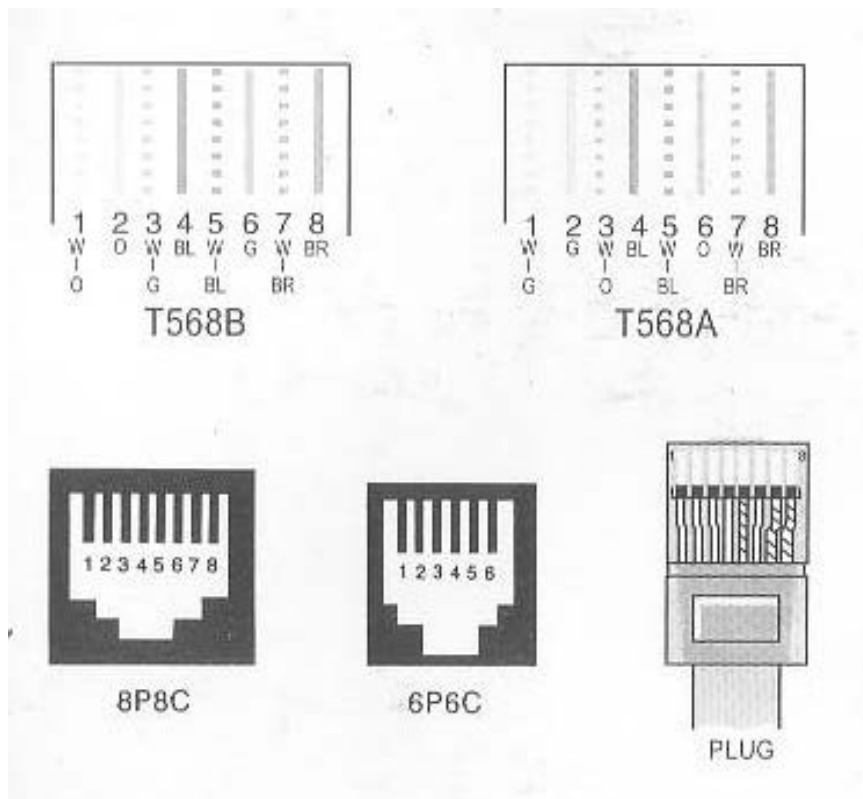 1 2 3 4 5 6 7 8
W O W BL W G W BR
O G BL BR
T568B
1 2 3 4 5 6 7 8
W G W BL W O W BR
G O BL BR
T568A
1 2 3 4 5 6 7 8
8P8C
1 2 3 4 5 6
6P6C
1 8
PLUG